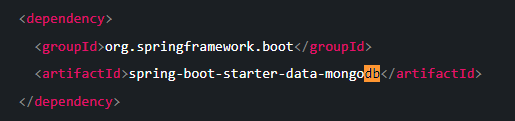 <dependency>
<groupId>org.springframework.boot</groupId>
<artifactId>spring-boot-starter-data-mongodb</artifactId>
</dependency>